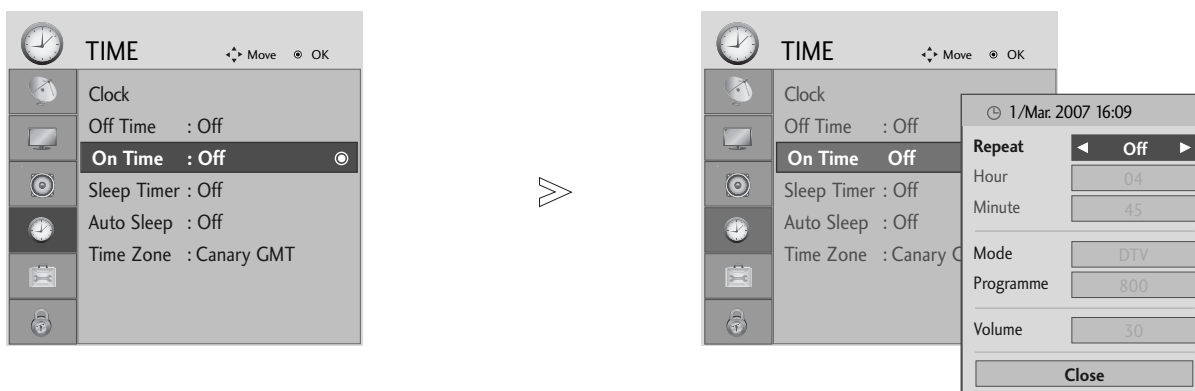 TIME Move OK
Clock
Off Time : Off
On Time : Off
Sleep Timer : Off
Auto Sleep : Off
Time Zone : Canary GMT
TIME Move OK
Clock
Off Time : Off
On Time Off
Sleep Timer : Off
Auto Sleep : Off
Time Zone : Canary G
1/Mar. 2007 16:09
Repeat Off
Hour 04
Minute 45
Mode DTV
Programme 800
Volume 30
Close